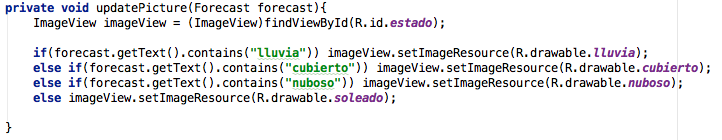 private void updatePicture(Forecast forecast){
ImageView imageView = (ImageView)findViewById(R.id.estado);
if(forecast.getText().contains("lluvia")) imageView.setImageResource(R.drawable.lluvia);
else if(forecast.getText().contains("cubierto")) imageView.setImageResource(R.drawable.cubierto);
else if(forecast.getText().contains("nuboso")) imageView.setImageResource(R.drawable.nuboso);
else imageView.setImageResource(R.drawable.soleado);
}